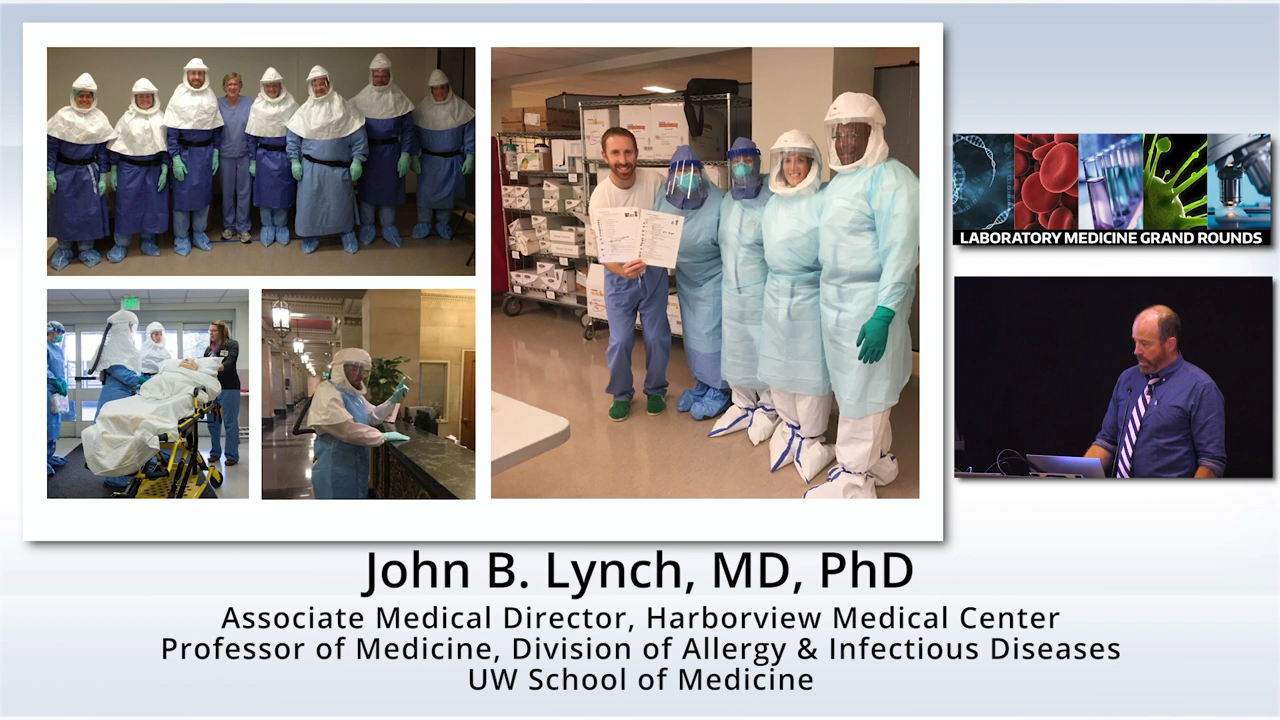 LABORATORY MEDICINE GRAND ROUNDS
John B. Lynch, MD, PhD
Associate Medical Director, Harborview Medical Center
Professor of Medicine, Division of Allergy & Infectious Diseases
UW School of Medicine